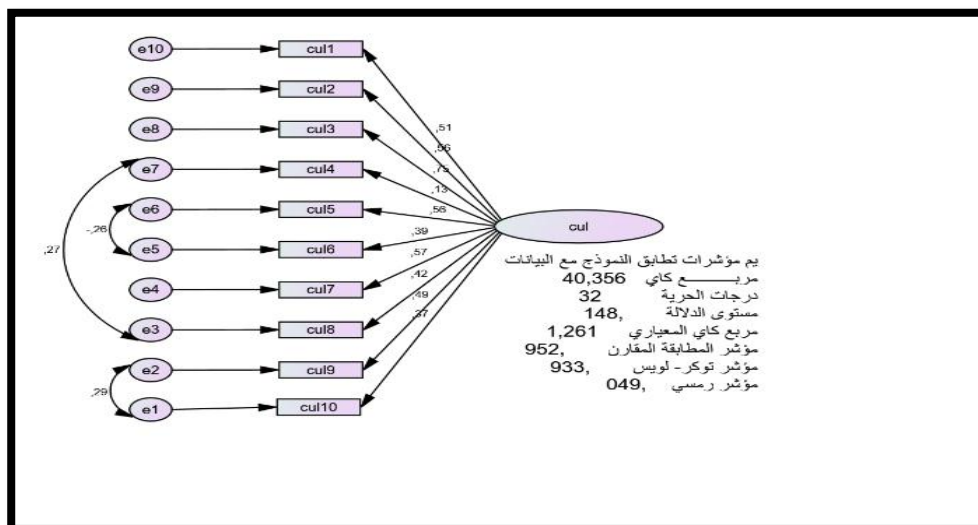 e10 cul1
e9 cul2
e8 cul3
e7 cul4
e6 cul5
e5 cul6
e4 cul7
e3 cul8
e2 cul9
e1 cul10
,27
-,26
,29
,51
,56
,75
,13
,56
,39
,57
,42
,49
,37
cul
يم مؤشرات تطابق النموذج مع البيانات
مربع كاي 40,356
درجات الحرية 32
مستوى الدلالة ,148
مربع كاي المعياري 1,261
مؤشر المطابقة المقارن ,952
مؤشر توكر- لويس ,933
مؤشر رمسي ,049